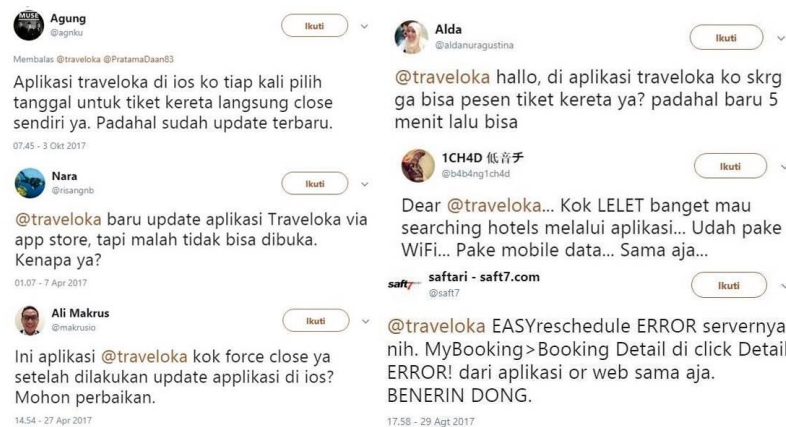 Agung
@agnku
Ikuti
Membalas @traveloka @PratamaDaan83
Aplikasi traveloka di ios ko tiap kali pilih
tanggal untuk tiket kereta langsung close
sendiri ya. Padahal sudah update terbaru.
07.45 - 3 Okt 2017
Nara
@risangnb
Ikuti
@traveloka baru update aplikasi Traveloka via
app store, tapi malah tidak bisa dibuka.
Kenapa ya?
01.07 - 7 Apr 2017
Ali Makrus
@makrusio
Ikuti
Ini aplikasi @traveloka kok force close ya
setelah dilakukan update applikasi di ios?
Mohon perbaikan.
14.54 - 27 Apr 2017
Alda
@aldanuragustina
Ikuti
@traveloka hallo, di aplikasi traveloka ko skrg
ga bisa pesen tiket kereta ya? padahal baru 5
menit lalu bisa
1CH4D 低音チ
@b4b4ng1ch4d
Ikuti
Dear @traveloka... Kok LELET banget mau
searching hotels melalui aplikasi... Udah pake
WiFi... Pake mobile data... Sama aja...
saft7
saftari - saft7.com
@saft7
Ikuti
@traveloka EASYreschedule ERROR servernya
nih. MyBooking>Booking Detail di click Detail
ERROR! dari aplikasi or web sama aja.
BENERIN DONG.
17.58 - 29 Agt 2017